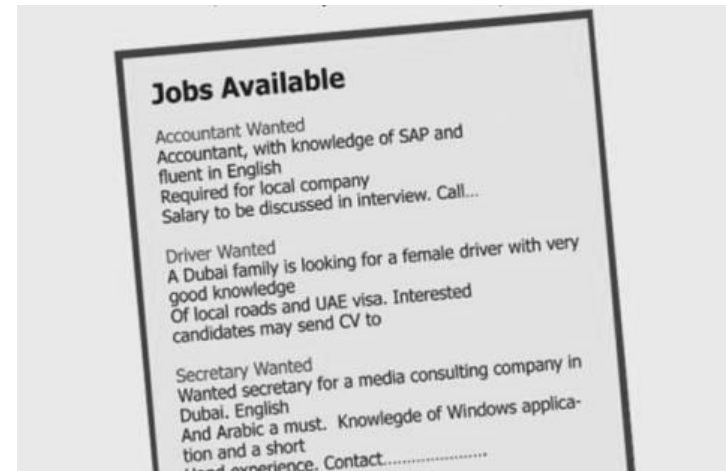 Jobs Available
Accountant Wanted
Accountant, with knowledge of SAP and
fluent in English
Required for local company
Salary to be discussed in interview. Call...
Driver Wanted
A Dubai family is looking for a female driver with very
good knowledge
Of local roads and UAE visa. Interested
candidates may send CV to
Secretary Wanted
Wanted secretary for a media consulting company in
Dubai. English
And Arabic a must. Knowlegde of Windows applica-
tion and a short
Hand experience. Contact.....................